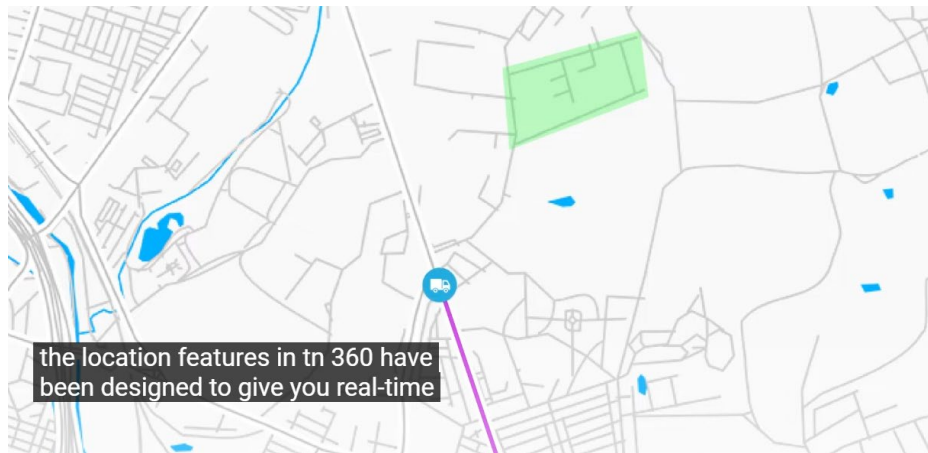 the location features in tn 360 have
been designed to give you real-time